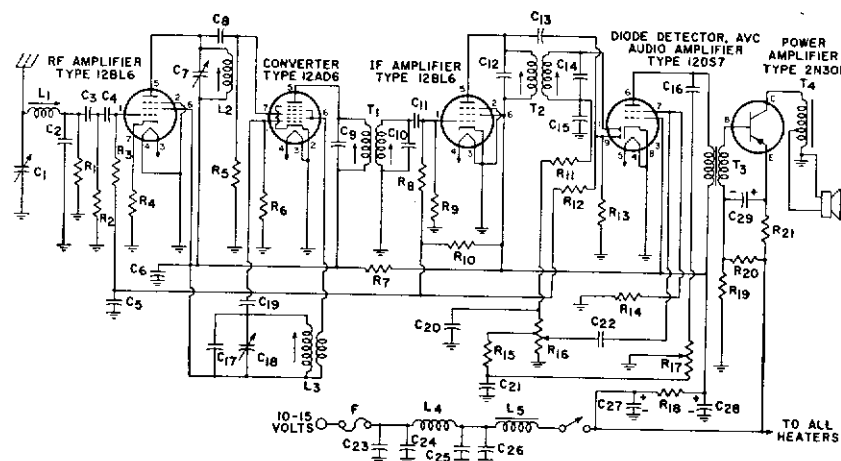 C8
C13
DIODE DETECTOR, AVC
AUDIO AMPLIFIER
TYPE 12DS7
POWER
AMPLIFIER
TYPE 2N301
RF AMPLIFIER
TYPE 12BL6
CONVERTER
TYPE 12AD6
IF AMPLIFIER
TYPE 12BL6
C7
L2
C12
T2
C14
C16
T4
L1
C3
C4
C2
C1
R1
R2
R3
R4
R5
R6
C9
T1
C10
C11
R8
R9
C15
R11
R12
R13
T3
C29
R21
R20
R19
C6
R7
R10
C5
C19
C17
C18
L3
C20
R14
C22
R15
R16
R17
C21
10-15
VOLTS
F
L4
L5
C23
C24
C25
C26
C27
R18
C28
TO ALL
HEATERS